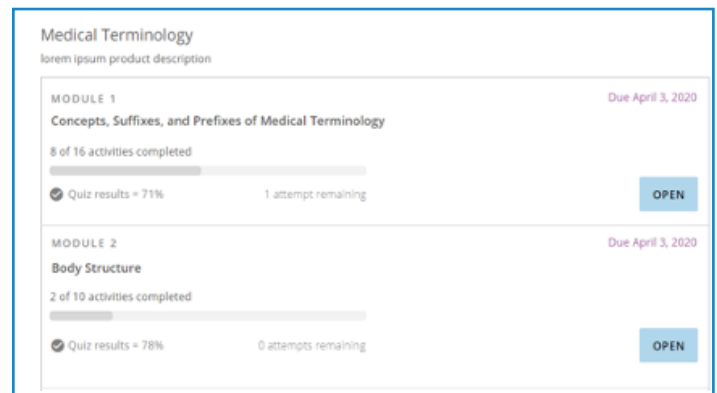 Medical Terminology
lorem ipsum product description
MODULE 1
Due April 3, 2020
Concepts, Suffixes, and Prefixes of Medical Terminology
8 of 16 activities completed
Quiz results = 71%
1 attempt remaining
OPEN
MODULE 2
Due April 3, 2020
Body Structure
2 of 10 activities completed
Quiz results = 78%
0 attempts remaining
OPEN